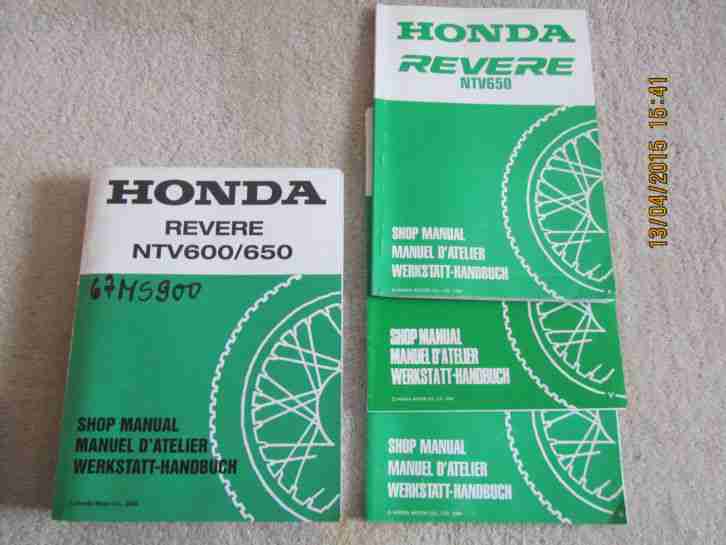 HONDA
REVERE
NTV600/650
67MS900
SHOP MANUAL
MANUEL D'ATELIER
WERKSTATT-HANDBUCH
HONDA
REVERE
NTV650
SHOP MANUAL
MANUEL D'ATELIER
WERKSTATT-HANDBUCH
SHOP MANUAL
MANUEL D'ATELIER
WERKSTATT-HANDBUCH
SHOP MANUAL
MANUEL D'ATELIER
WERKSTATT-HANDBUCH
13/04/2015 15:41